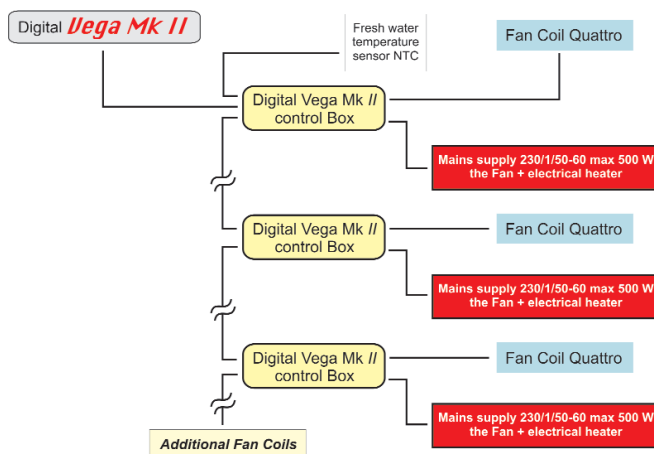 Digital Vega Mk II
Fresh water
temperature
sensor NTC
Fan Coil Quattro
Digital Vega Mk II
control Box
Mains supply 230/1/50-60 max 500 W
the Fan + electrical heater
Digital Vega Mk II
control Box
Fan Coil Quattro
Mains supply 230/1/50-60 max 500 W
the Fan + electrical heater
Digital Vega Mk II
control Box
Fan Coil Quattro
Mains supply 230/1/50-60 max 500 W
the Fan + electrical heater
Additional Fan Coils